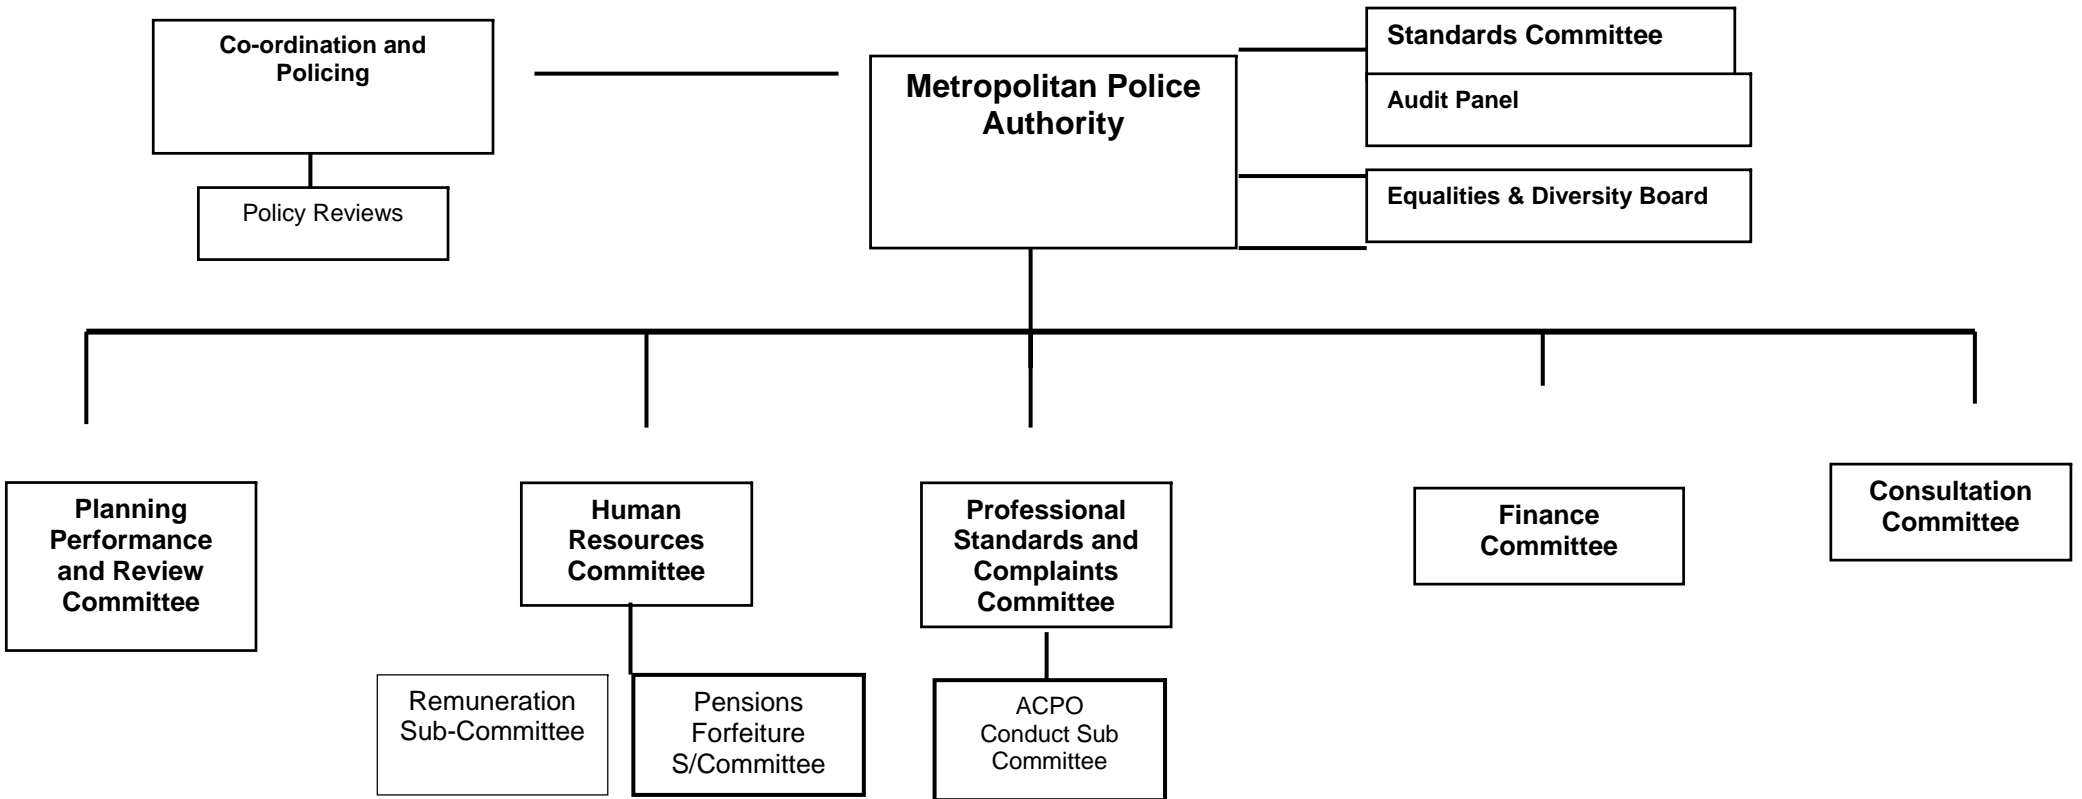 Co-ordination and
Policing
Metropolitan Police
Authority
Standards Committee
Audit Panel
Equalities & Diversity Board
Policy Reviews
Planning
Performance
and Review
Committee
Human
Resources
Committee
Professional
Standards and
Complaints
Committee
Finance
Committee
Consultation
Committee
Remuneration
Sub-Committee
Pensions
Forfeiture
S/Committee
ACPO
Conduct Sub
Committee